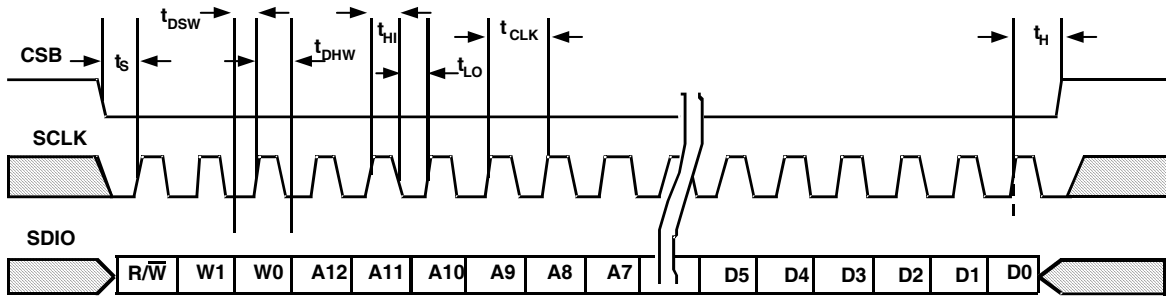 tDSW
tHI
tCLK
tH
CSB
tS
tDHW
tLO
SCLK
SDIO
R/W̅ W1 W0 A12 A11 A10 A9 A8 A7 D5 D4 D3 D2 D1 D0